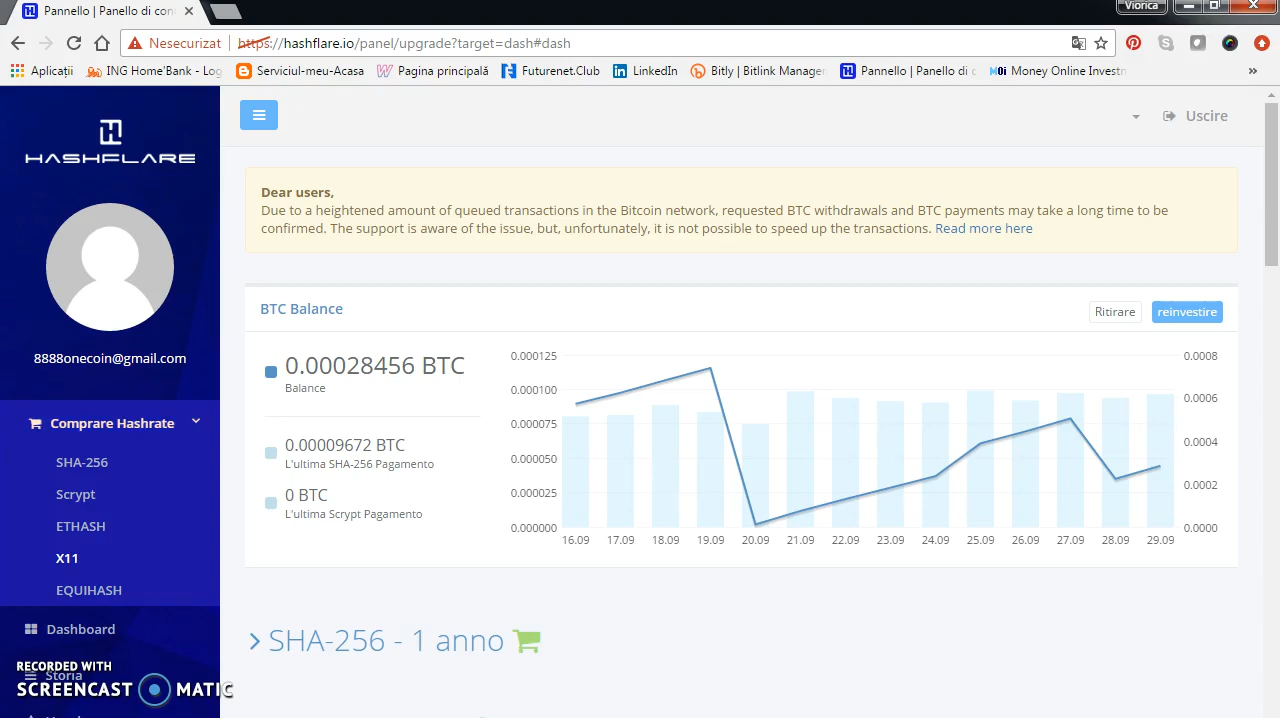 Pannello | Panello di con
Viorica
Nesecurizat
https://hashflare.io/panel/upgrade?target=dash#dash
Aplicații
ING Home'Bank - Log
Serviciul-meu-Acasa
Pagina principală
Futurenet.Club
LinkedIn
Bitly | Bitlink Manager
Pannello | Panello di c
Money Online Investm
»
HASHFLARE
8888onecoin@gmail.com
Comprare Hashrate
SHA-256
Scrypt
ETHASH
X11
EQUIHASH
Dashboard
Storia
RECORDED WITH
SCREENCAST MATIC
Uscire
Dear users,
Due to a heightened amount of queued transactions in the Bitcoin network, requested BTC withdrawals and BTC payments may take a long time to be
confirmed. The support is aware of the issue, but, unfortunately, it is not possible to speed up the transactions. Read more here
BTC Balance
Ritirare
reinvestire
0.00028456 BTC
Balance
0.00009672 BTC
L'ultima SHA-256 Pagamento
0 BTC
L'ultima Scrypt Pagamento
0.000125
0.000100
0.000075
0.000050
0.000025
0.000000
0.0008
0.0006
0.0004
0.0002
0.0000
16.09 17.09 18.09 19.09 20.09 21.09 22.09 23.09 24.09 25.09 26.09 27.09 28.09 29.09
SHA-256 - 1 anno